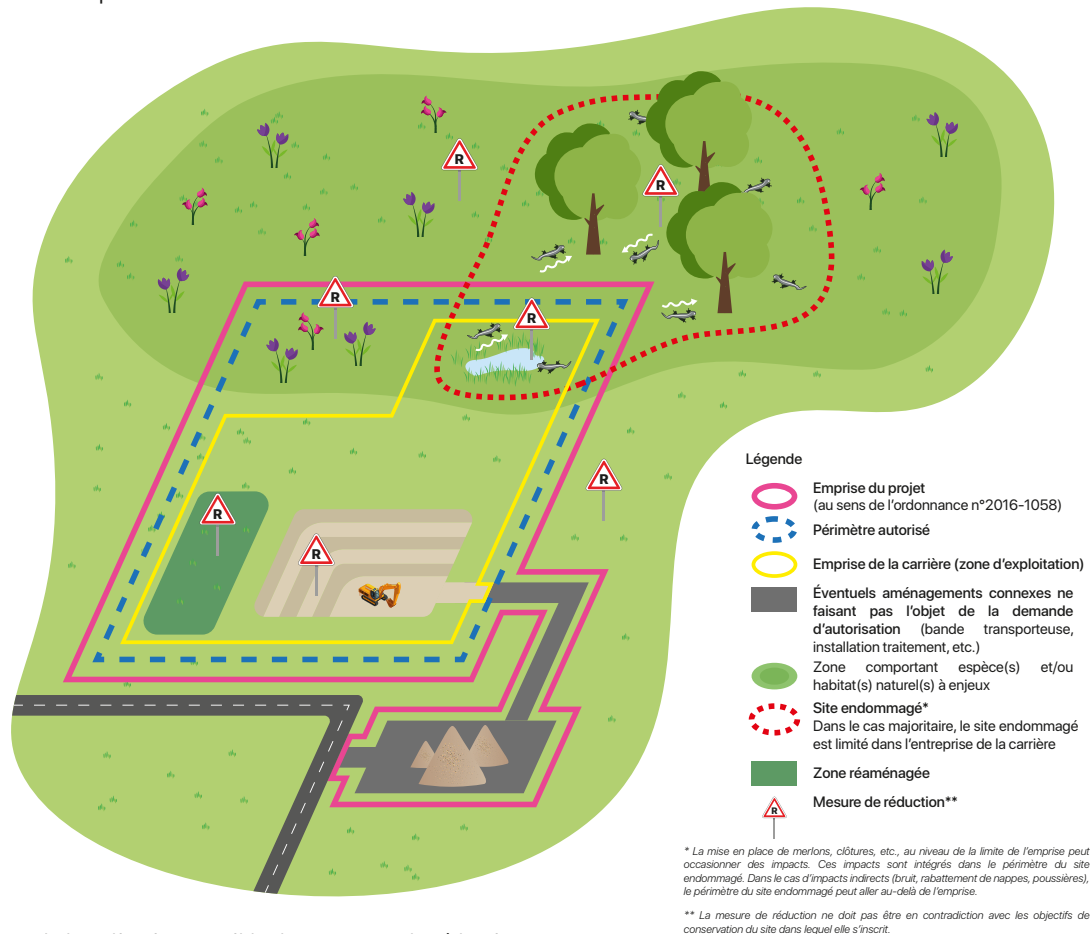 R
R
R
R
R
R
R
Légende
Emprise du projet
(au sens de l'ordonnance n°2016-1058)
Périmètre autorisé
Emprise de la carrière (zone d'exploitation)
Éventuels aménagements connexes ne
faisant pas l'objet de la demande
d'autorisation (bande transporteuse,
installation traitement, etc.)
Zone comportant espèce(s) et/ou
habitat(s) naturel(s) à enjeux
Site endommagé*
Dans le cas majoritaire, le site endommagé
est limité dans l'entreprise de la carrière
Zone réaménagée
R
Mesure de réduction**
* La mise en place de merlons, clôtures, etc., au niveau de la limite de l'emprise peut
occasionner des impacts. Ces impacts sont intégrés dans le périmètre du site
endommagé. Dans le cas d'impacts indirects (bruit, rabattement de nappes, poussières),
le périmètre du site endommagé peut aller au-delà de l'emprise.
** La mesure de réduction ne doit pas être en contradiction avec les objectifs de
conservation du site dans lequel elle s'inscrit.